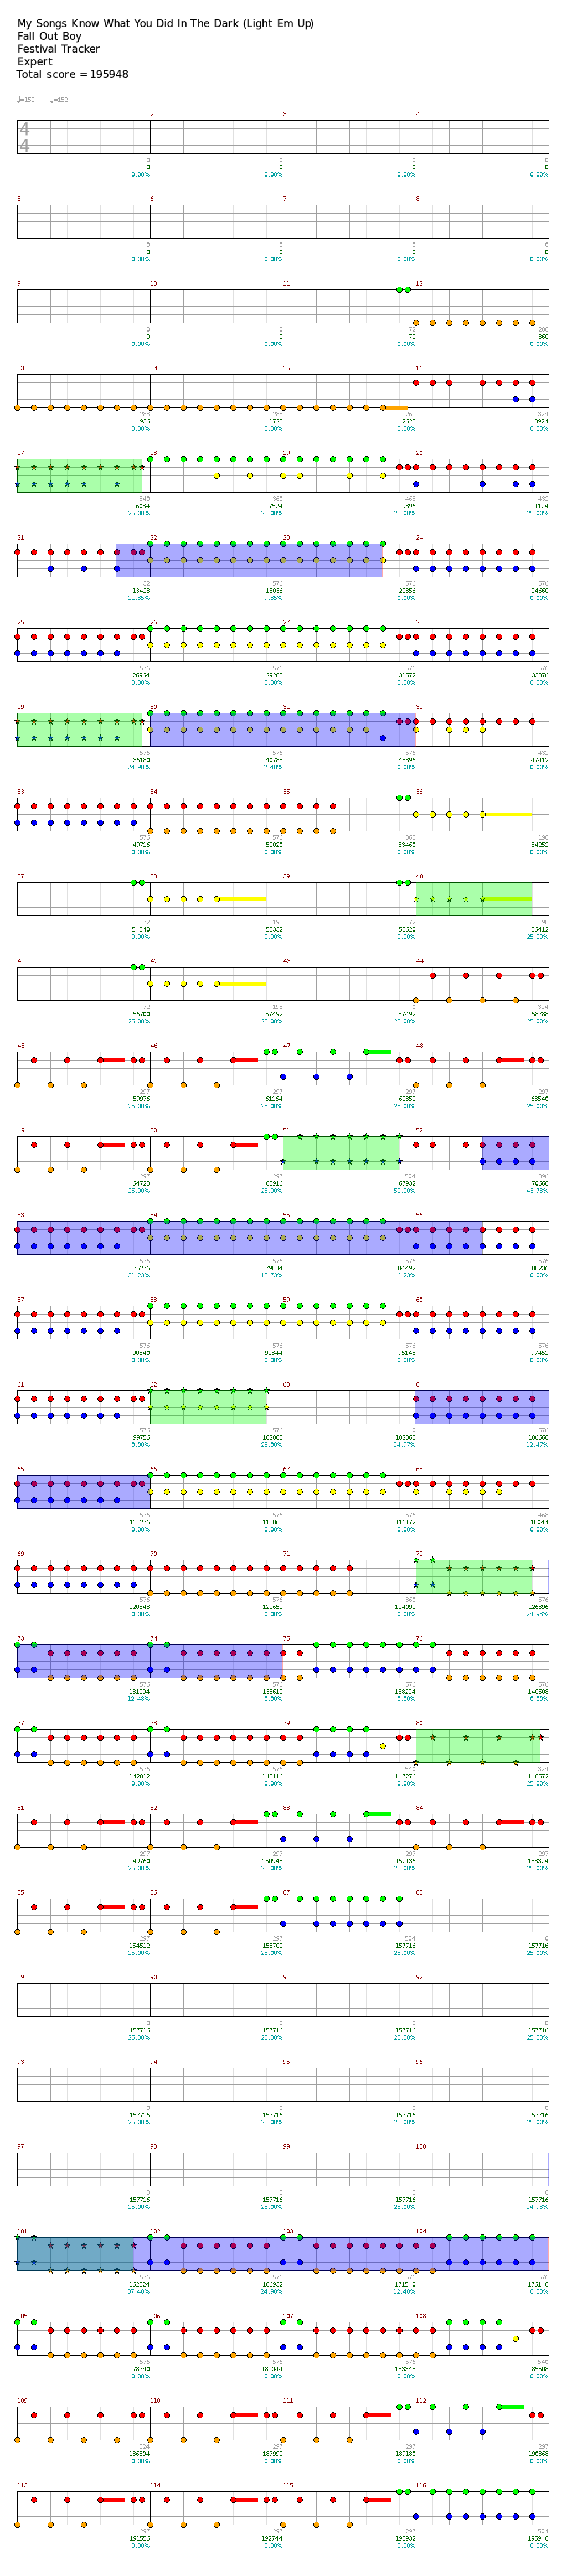 My Songs Know What You Did In The Dark (Light Em Up)
Fall Out Boy
Festival Tracker
Expert
Total score = 195948
♩=152 ♩=152
1 2 3 4
4
4
0 0 0 0
0 0 0 0
0.00% 0.00% 0.00% 0.00%
5 6 7 8
0 0 0 0
0 0 0 0
0.00% 0.00% 0.00% 0.00%
9 10 11 12
0 0 72 288
0 0 72 360
0.00% 0.00% 0.00% 0.00%
13 14 15 16
288 288 261 324
936 1728 2628 3924
0.00% 0.00% 0.00% 0.00%
17 18 19 20
540 360 468 432
6084 7524 9396 11124
25.00% 25.00% 25.00% 25.00%
21 22 23 24
432 576 576 576
13428 18036 22356 24660
21.85% 9.35% 0.00% 0.00%
25 26 27 28
576 576 576 576
26964 29268 31572 33876
0.00% 0.00% 0.00% 0.00%
29 30 31 32
576 576 576 432
36180 40788 45396 47412
24.98% 12.48% 0.00% 0.00%
33 34 35 36
576 576 360 198
49716 52020 53460 54252
0.00% 0.00% 0.00% 0.00%
37 38 39 40
72 198 72 198
54540 55332 55620 56412
0.00% 0.00% 0.00% 25.00%
41 42 43 44
72 198 0 324
56700 57492 57492 58788
25.00% 25.00% 25.00% 25.00%
45 46 47 48
297 297 297 297
59976 61164 62352 63540
25.00% 25.00% 25.00% 25.00%
49 50 51 52
297 297 504 396
64728 65916 67932 70668
25.00% 25.00% 50.00% 43.73%
53 54 55 56
576 576 576 576
75276 79884 84492 88236
31.23% 18.73% 6.23% 0.00%
57 58 59 60
576 576 576 576
90540 92844 95148 97452
0.00% 0.00% 0.00% 0.00%
61 62 63 64
576 576 0 576
99756 102060 102060 106668
0.00% 25.00% 24.97% 12.47%
65 66 67 68
576 576 576 468
111276 113868 116172 118044
0.00% 0.00% 0.00% 0.00%
69 70 71 72
576 576 360 576
120348 122652 124092 126396
0.00% 0.00% 0.00% 24.98%
73 74 75 76
576 576 576 576
131004 135612 138204 140508
12.48% 0.00% 0.00% 0.00%
77 78 79 80
576 576 540 324
142812 145116 147276 148572
0.00% 0.00% 0.00% 25.00%
81 82 83 84
297 297 297 297
149760 150948 152136 153324
25.00% 25.00% 25.00% 25.00%
85 86 87 88
297 297 504 0
154512 155700 157716 157716
25.00% 25.00% 25.00% 25.00%
89 90 91 92
0 0 0 0
157716 157716 157716 157716
25.00% 25.00% 25.00% 25.00%
93 94 95 96
0 0 0 0
157716 157716 157716 157716
25.00% 25.00% 25.00% 25.00%
97 98 99 100
0 0 0 0
157716 157716 157716 157716
25.00% 25.00% 25.00% 24.98%
101 102 103 104
576 576 576 576
162324 166932 171540 176148
37.48% 24.98% 12.48% 0.00%
105 106 107 108
576 576 576 540
178740 181044 183348 185508
0.00% 0.00% 0.00% 0.00%
109 110 111 112
324 297 297 297
186804 187992 189180 190368
0.00% 0.00% 0.00% 0.00%
113 114 115 116
297 297 297 504
191556 192744 193932 195948
0.00% 0.00% 0.00% 0.00%